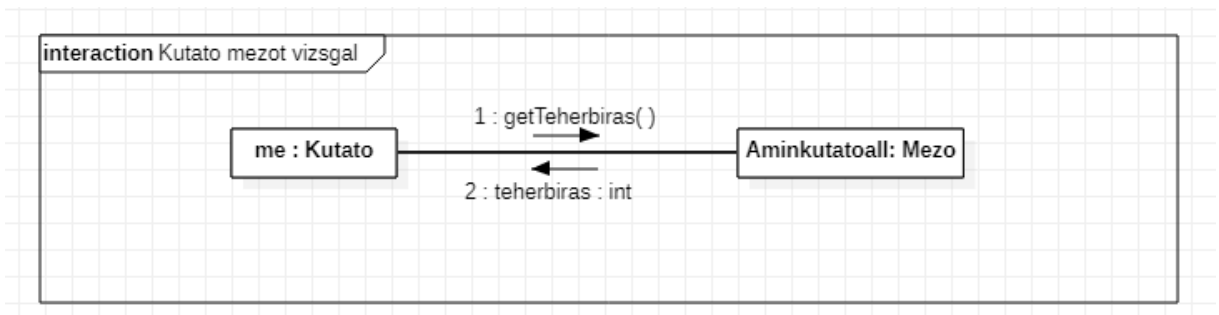 interaction Kutato mezot vizsgal
1 : getTeherbiras( )
me : Kutato
Aminkutatoall: Mezo
2 : teherbiras : int